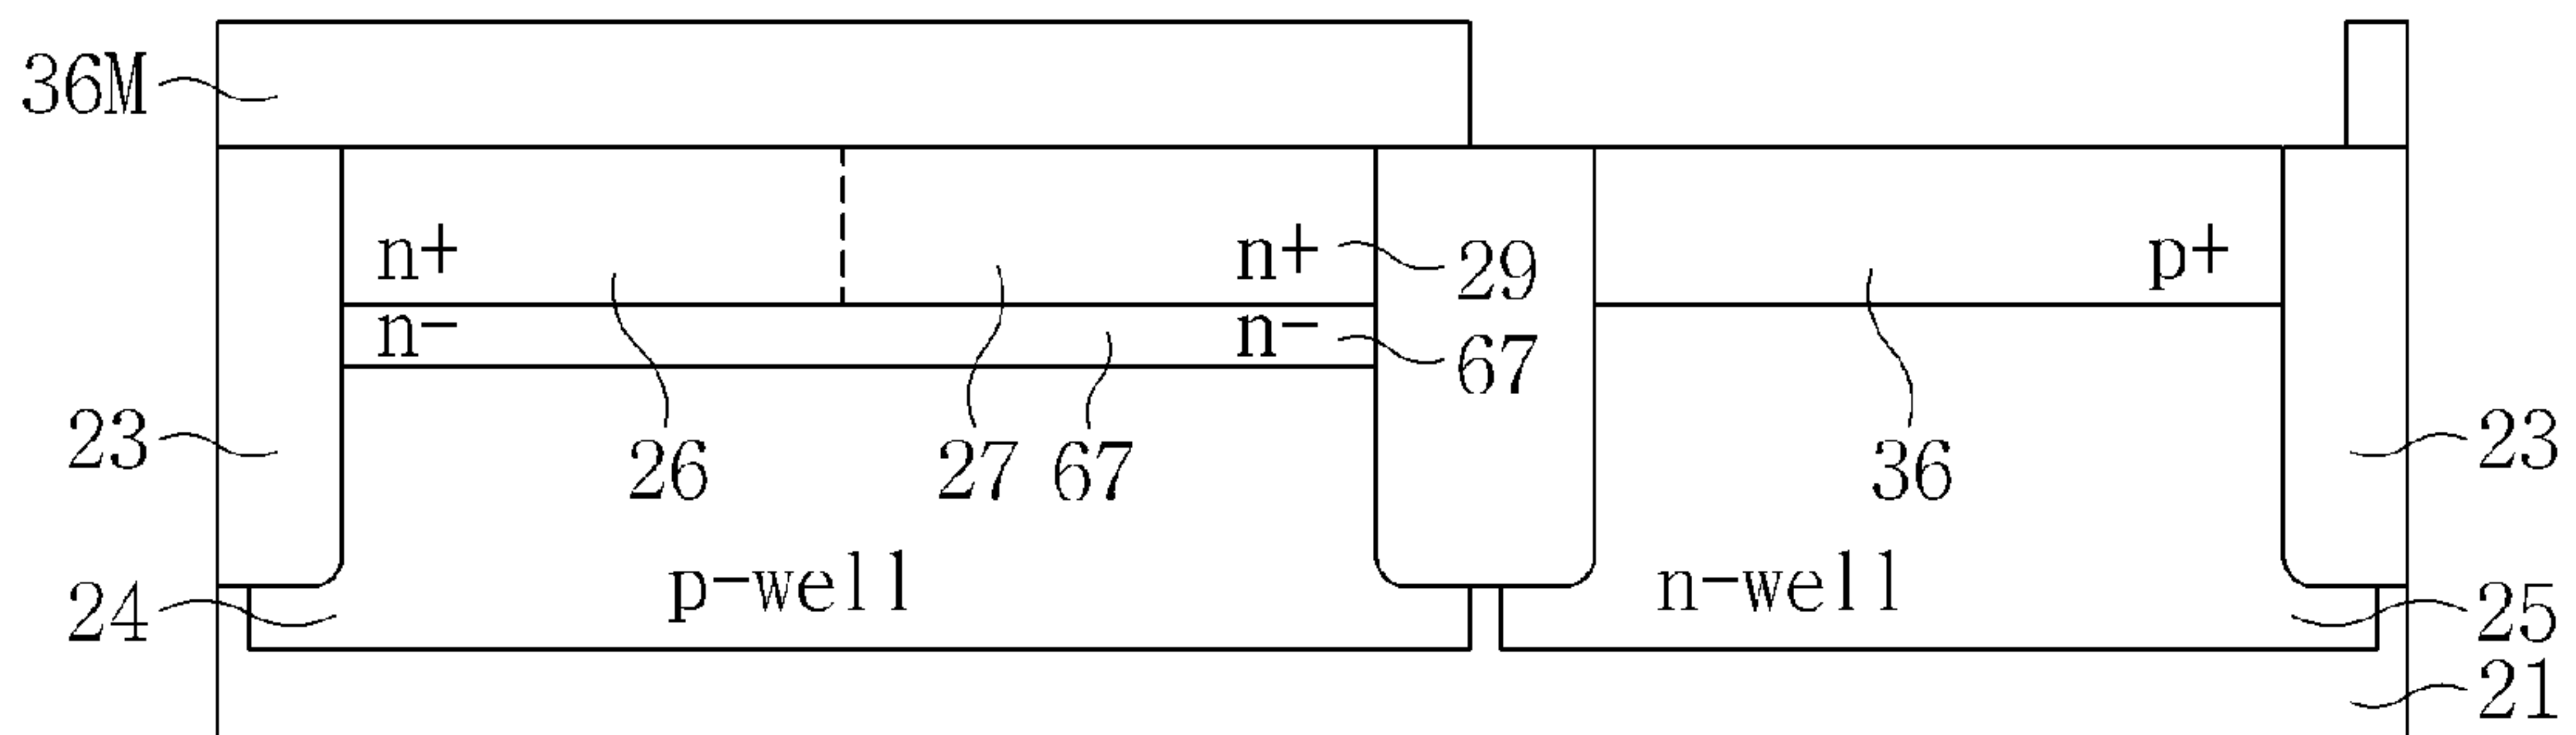 36M
n+ n+ 29 p+
n- n- 67
23 26 27 67 36 23
24 p-well n-well 25
21